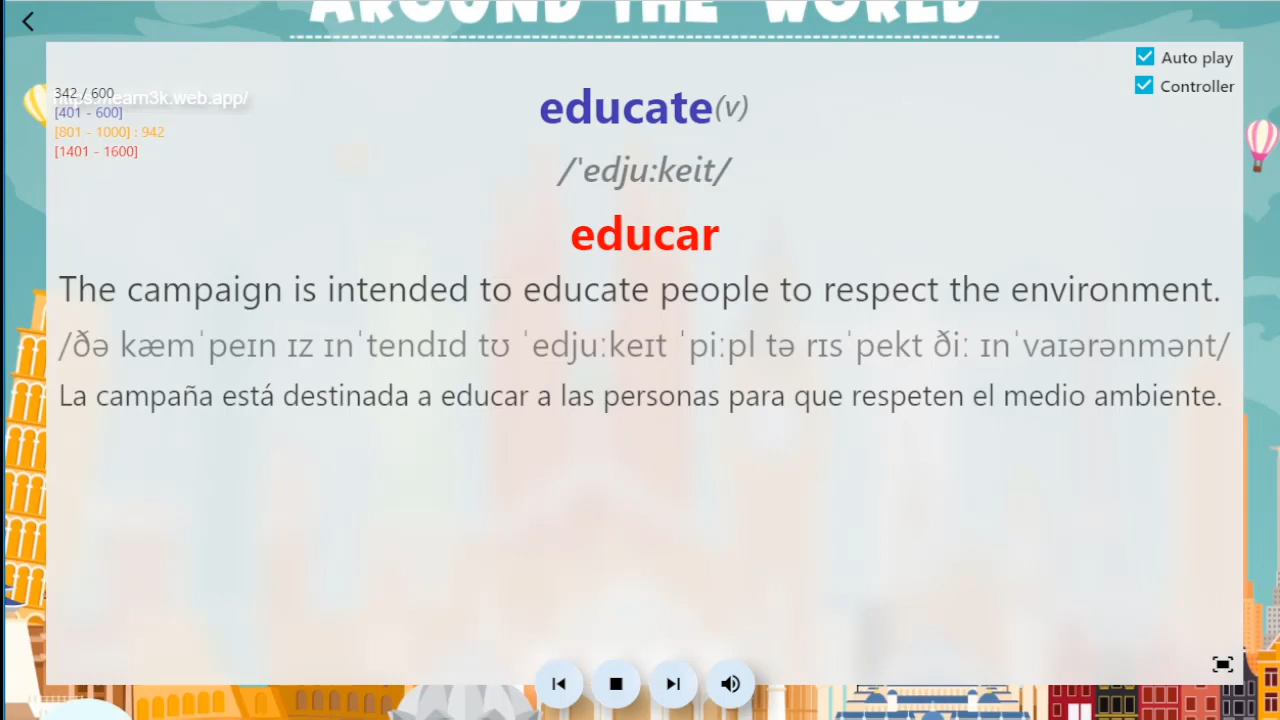 AROUND THE WORLD
Auto play
Controller
342 / 600
https://learn3k.web.app/
[401 - 600]
[801 - 1000] : 942
[1401 - 1600]
educate(v)
/'edju:keit/
educar
The campaign is intended to educate people to respect the environment.
/ðə kæmˈpeɪn ɪz ɪnˈtendɪd tʊ ˈedjuːkeɪt ˈpiːpl tə rɪsˈpekt ðiː ɪnˈvaɪərənmənt/
La campaña está destinada a educar a las personas para que respeten el medio ambiente.